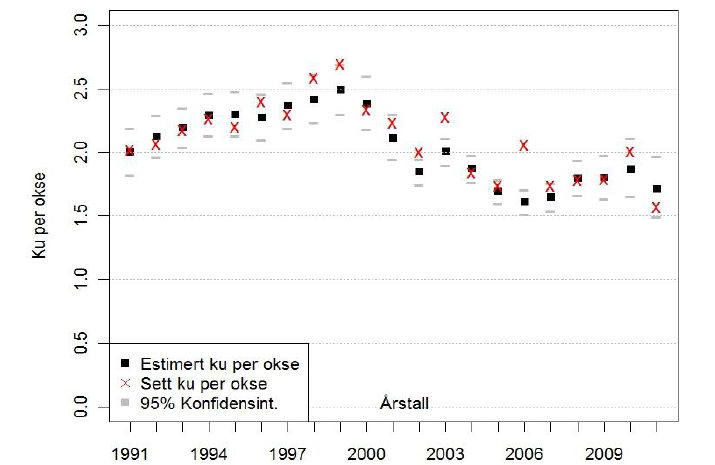 3.0
2.5
2.0
1.5
1.0
0.5
0.0
Ku per okse
Estimert ku per okse
Sett ku per okse
95% Konfidensint.
Årstall
1991 1994 1997 2000 2003 2006 2009